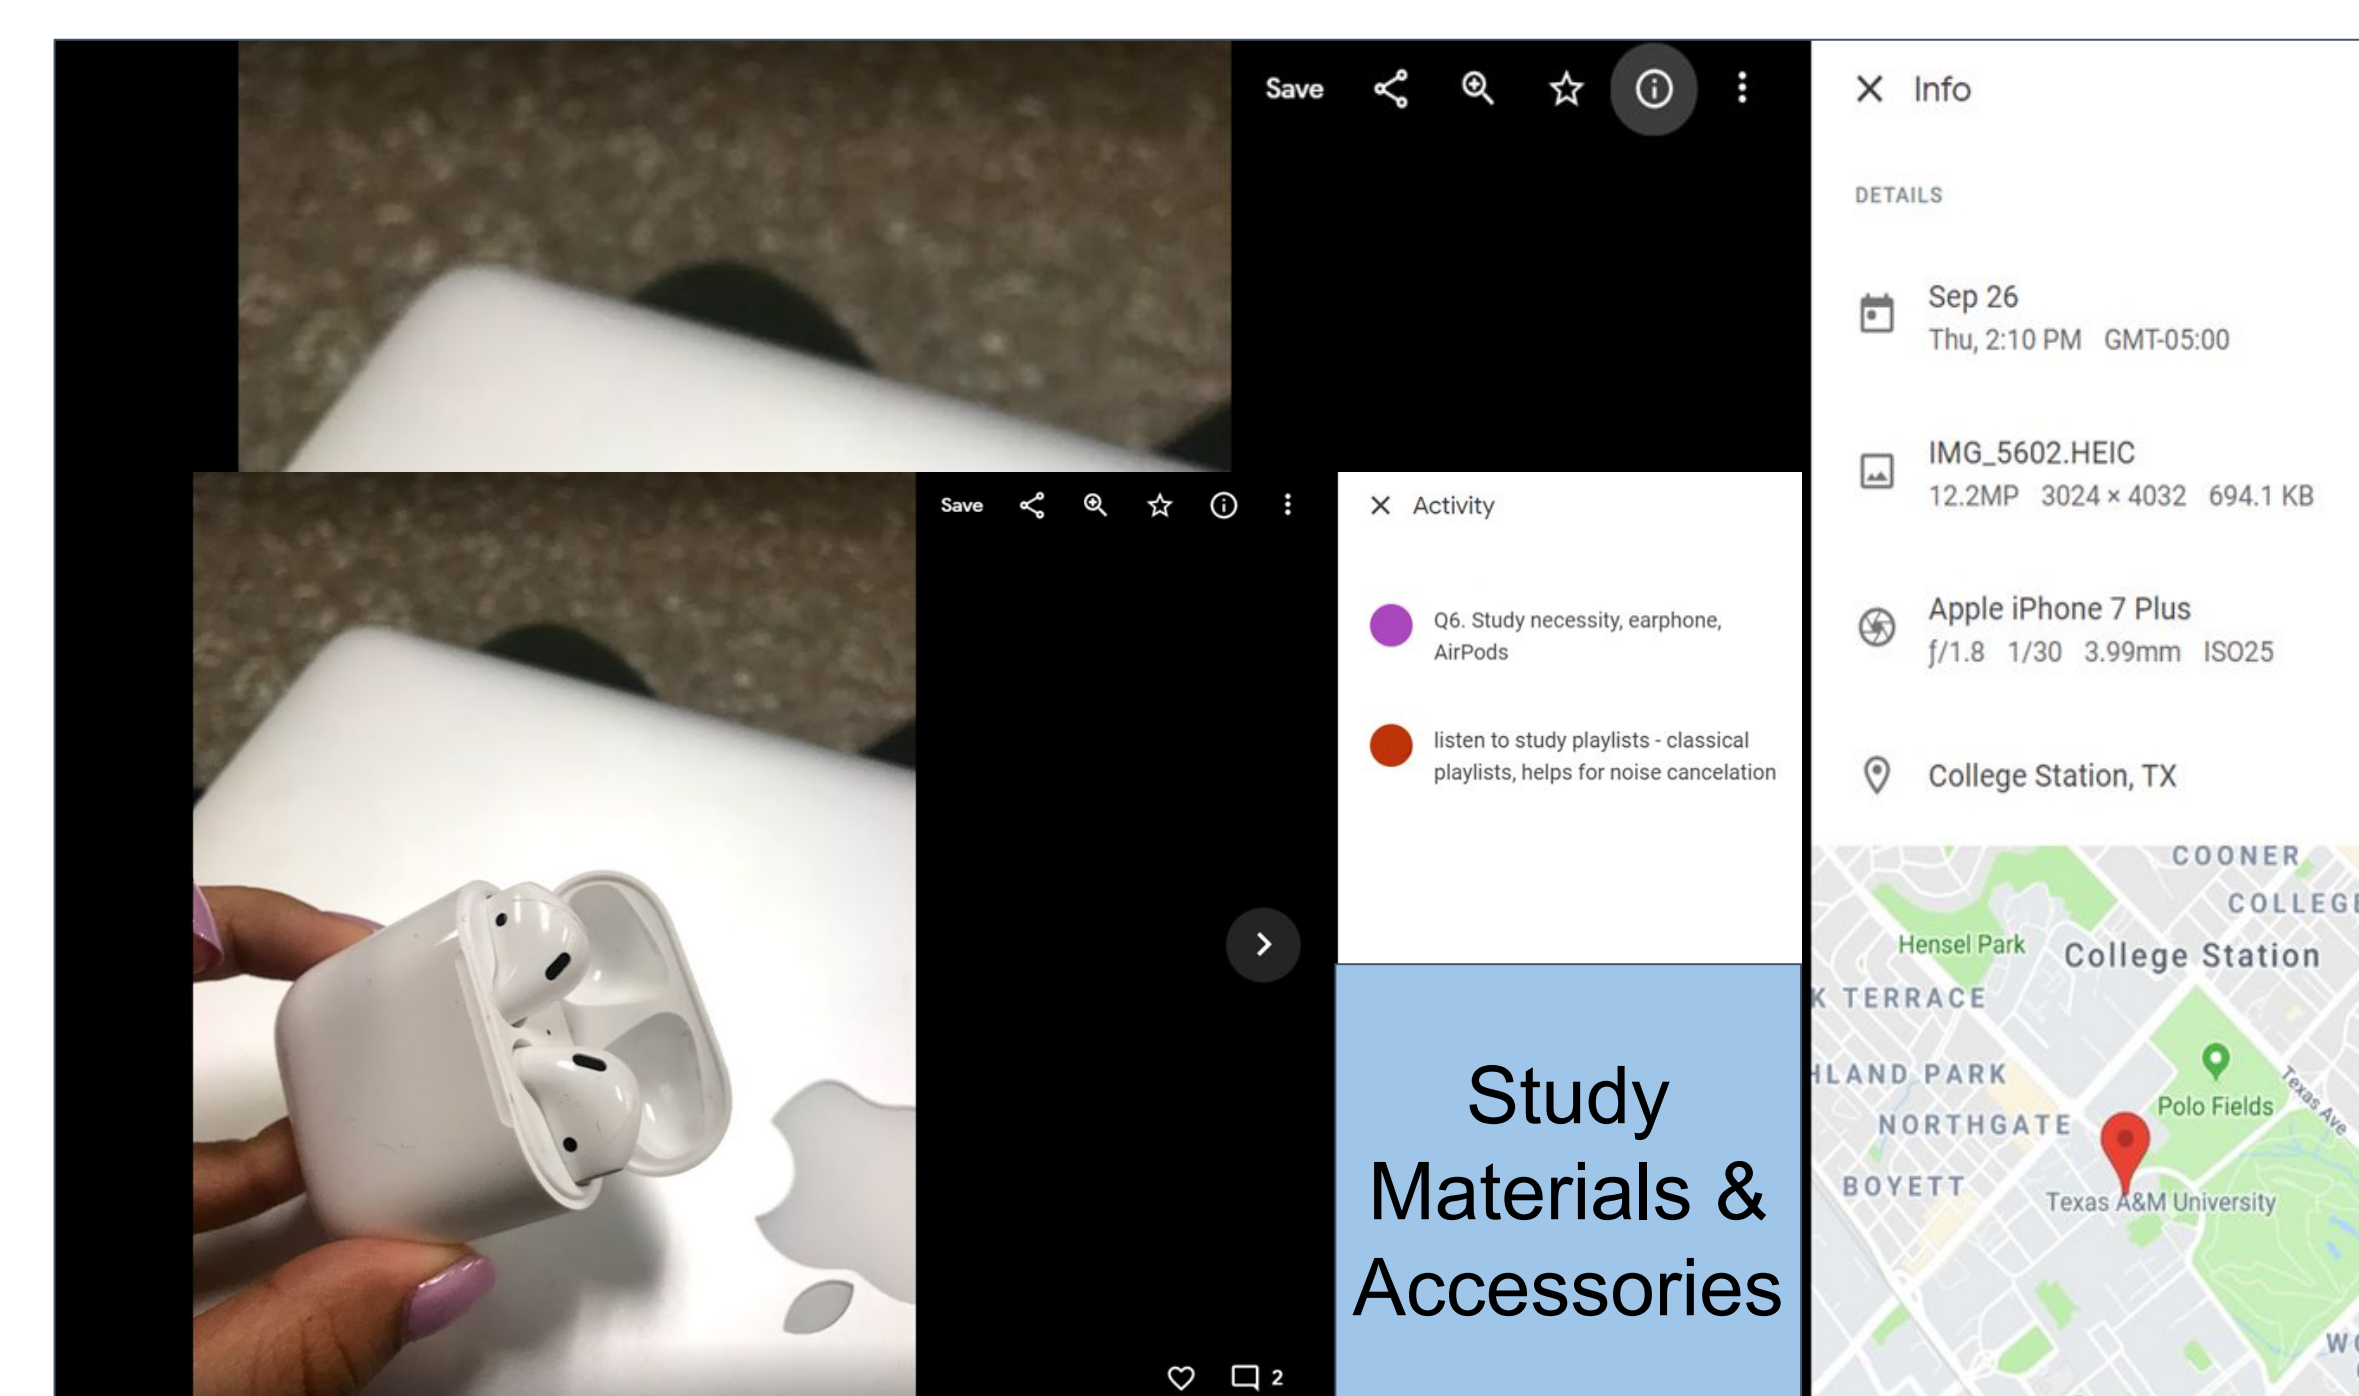 Save
Info
DETAILS
Sep 26
Thu, 2:10 PM GMT-05:00
IMG_5602.HEIC
12.2MP 3024 × 4032 694.1 KB
Apple iPhone 7 Plus
ƒ/1.8 1/30 3.99mm ISO25
College Station, TX
Save
Activity
Q6. Study necessity, earphone,
AirPods
listen to study playlists - classical
playlists, helps for noise cancelation
2
Study
Materials &
Accessories
COONER
COLLEGE
Hensel Park
College Station
K TERRACE
Polo Fields
Texas Ave
HLAND PARK
NORTHGATE
BOYETT
Texas A&M University